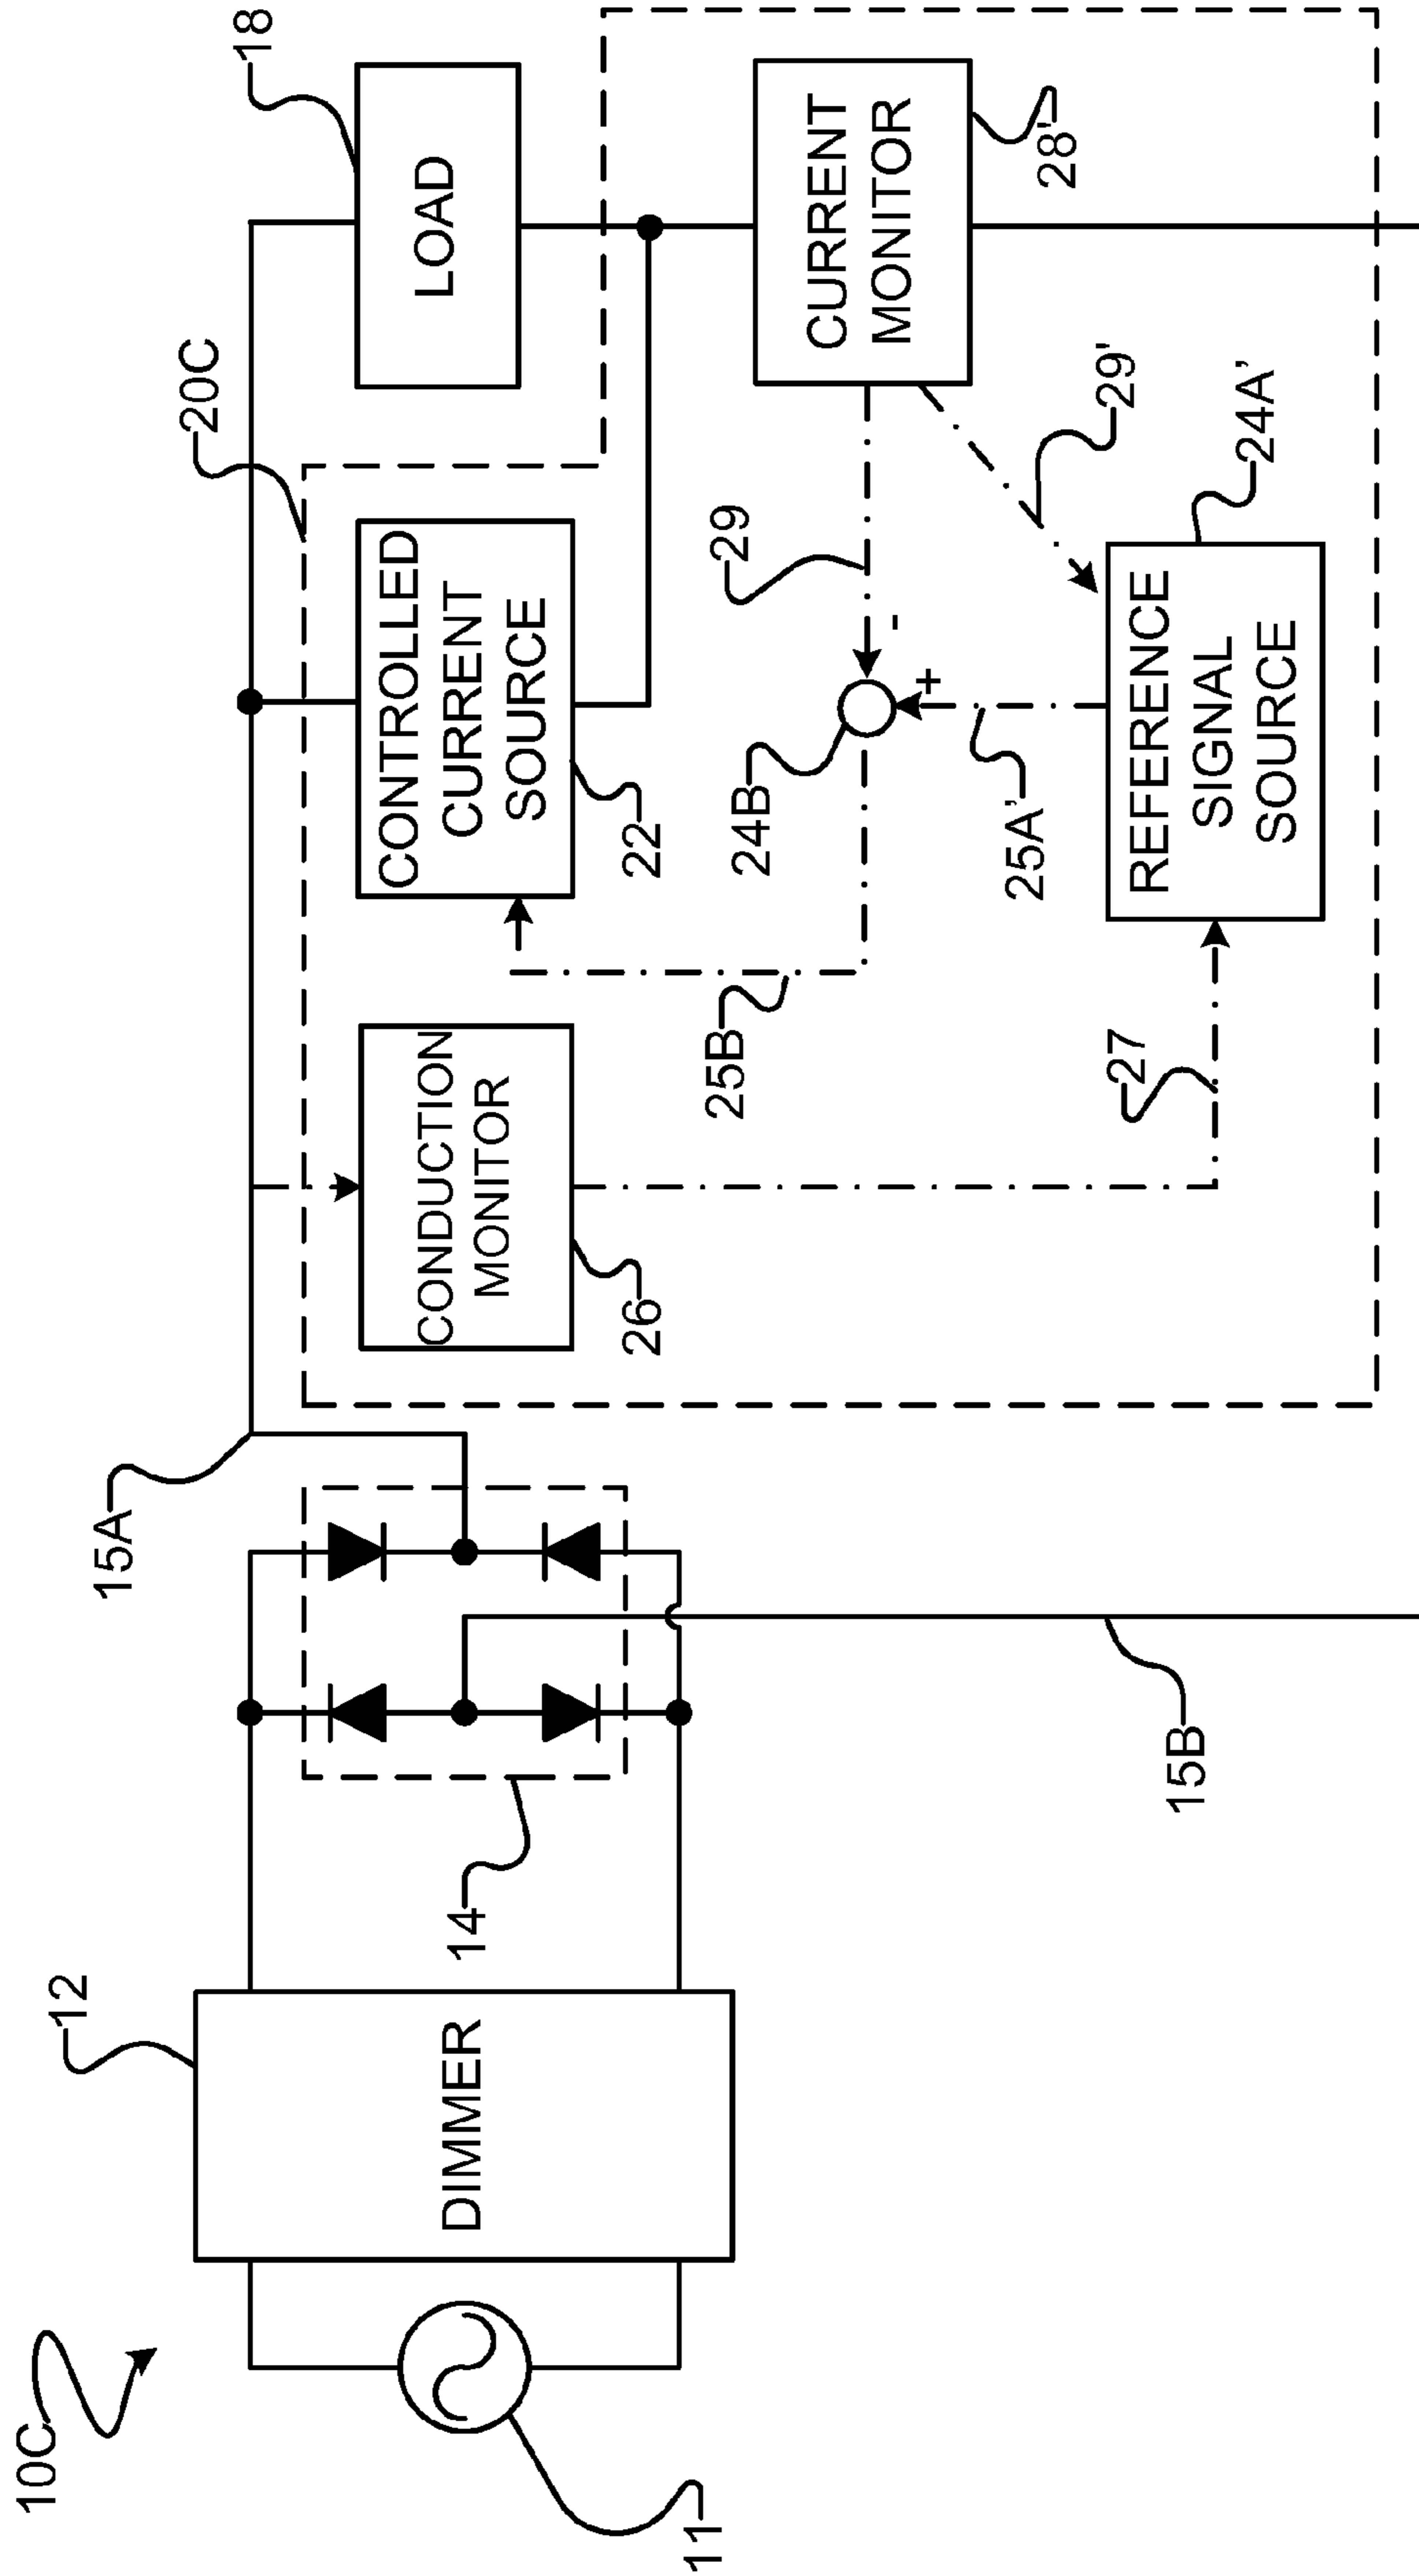 10C
11
12
DIMMER
14
15A
15B
20C
18
LOAD
CONTROLLED
CURRENT
SOURCE
22
CONDUCTION
MONITOR
26
CURRENT
MONITOR
28'
29
29'
-
+
24B
25A'
25B
REFERENCE
SIGNAL
SOURCE
24A'
27